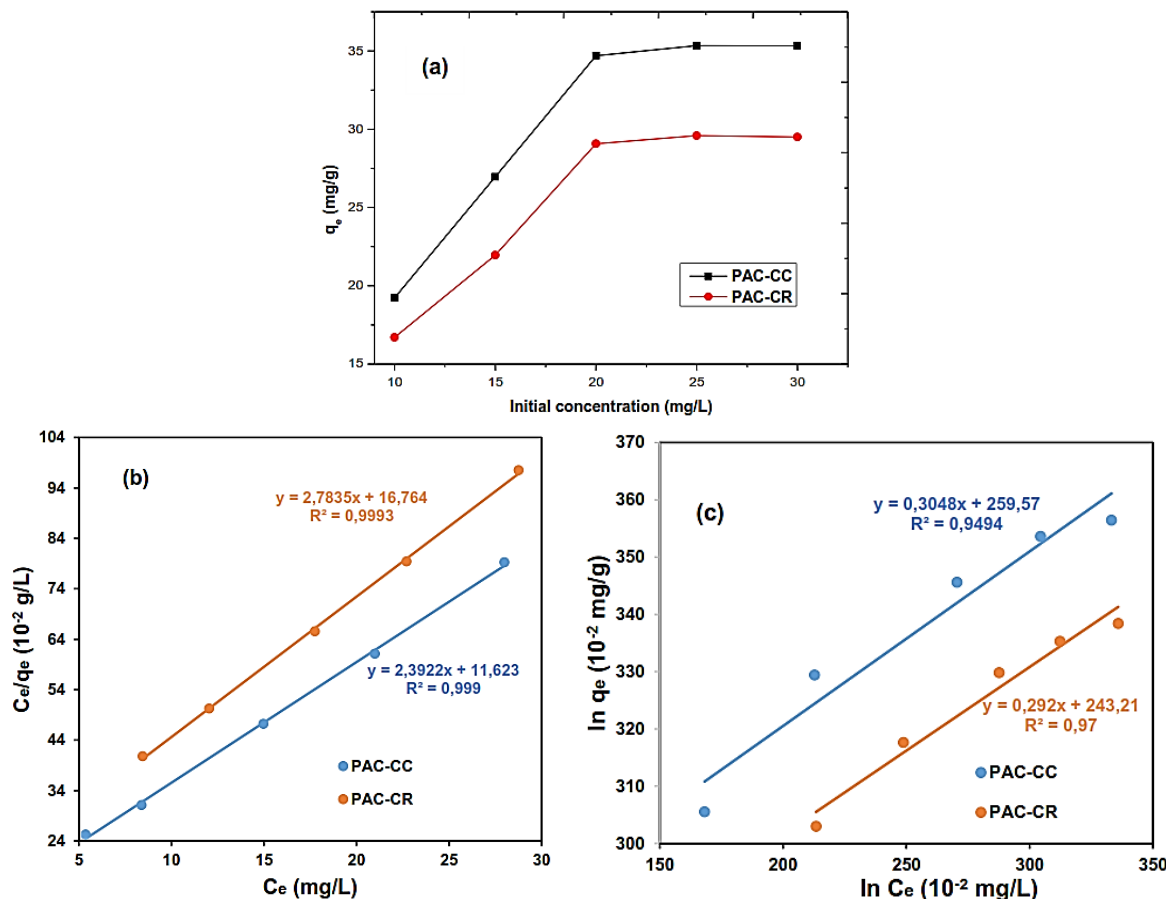 (a)
35
30
25
20
15
qe (mg/g)
PAC-CC
PAC-CR
10 15 20 25 30
Initial concentration (mg/L)
(b)
104
94
84
74
64
54
44
34
24
Ce/qe (10-2 g/L)
y = 2,7835x + 16,764
R² = 0,9993
y = 2,3922x + 11,623
R² = 0,999
PAC-CC
PAC-CR
5 10 15 20 25 30
Ce (mg/L)
(c)
370
360
350
340
330
320
310
300
ln qe (10-2 mg/g)
y = 0,3048x + 259,57
R² = 0,9494
y = 0,292x + 243,21
R² = 0,97
PAC-CC
PAC-CR
150 200 250 300 350
ln Ce (10-2 mg/L)